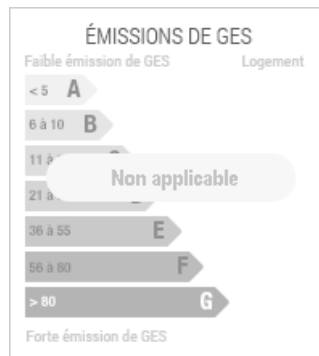 ÉMISSIONS DE GES
Faible émission de GES Logement
< 5 A
6 à 10 B
11 à
Non applicable
21 à
36 à 55 E
56 à 80 F
> 80 G
Forte émission de GES